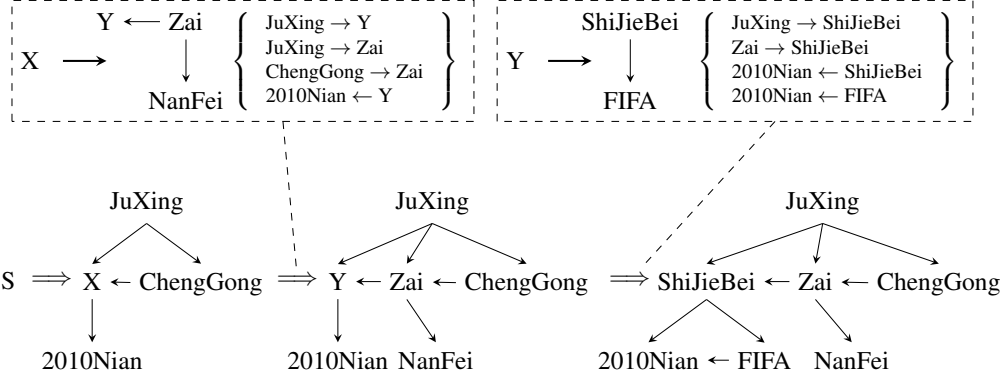 X → Y ← Zai
NanFei
JuXing → Y
JuXing → Zai
ChengGong → Zai
2010Nian ← Y
Y → ShiJieBei
FIFA
JuXing → ShiJieBei
Zai → ShiJieBei
2010Nian ← ShiJieBei
2010Nian ← FIFA
JuXing JuXing JuXing
S ⇒ X ← ChengGong ⇒ Y ← Zai ← ChengGong ⇒ ShiJieBei ← Zai ← ChengGong
2010Nian 2010Nian NanFei 2010Nian ← FIFA NanFei